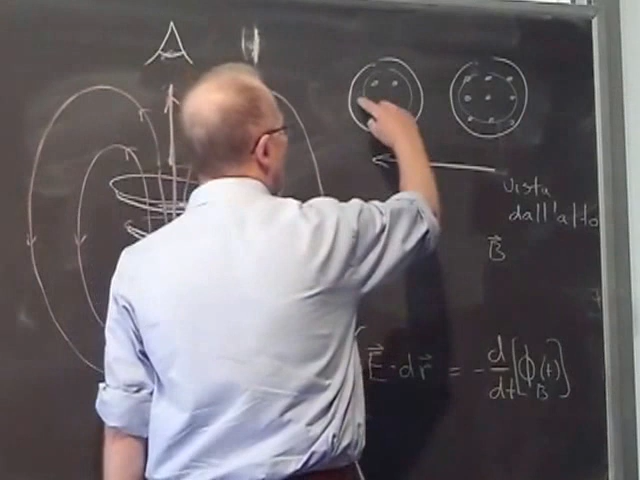 vista
dall'alto
B⃗
E⃗ · dr⃗ = - d/dt [ϕ_B(t)]